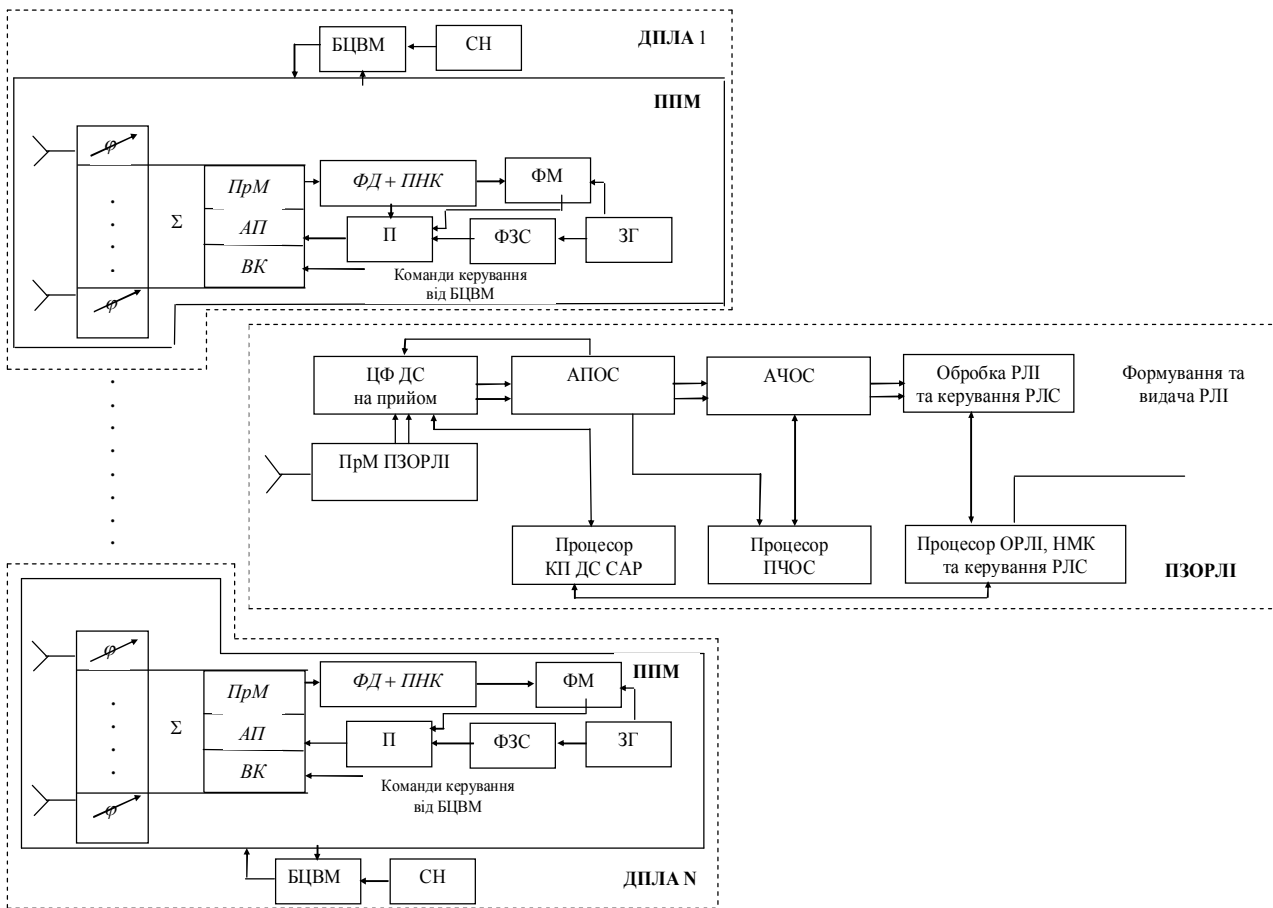 БЦВМ
СН
ДПЛА 1
ППМ
φ
ПрМ
ФД + ПНК
ФМ
Σ
АП
П
ФЗС
ЗГ
ВК
Команди керування
від БЦВМ
φ
ЦФ ДС
на прийом
АПОС
АЧОС
Обробка РЛІ
та керування РЛС
Формування та
видача РЛІ
ПрМ ПЗОРЛІ
Процесор
КП ДС САР
Процесор
ПЧОС
Процесор ОРЛІ, НМК
та керування РЛС
ПЗОРЛІ
φ
ППМ
ПрМ
ФД + ПНК
ФМ
Σ
АП
П
ФЗС
ЗГ
ВК
Команди керування
від БЦВМ
φ
БЦВМ
СН
ДПЛА N